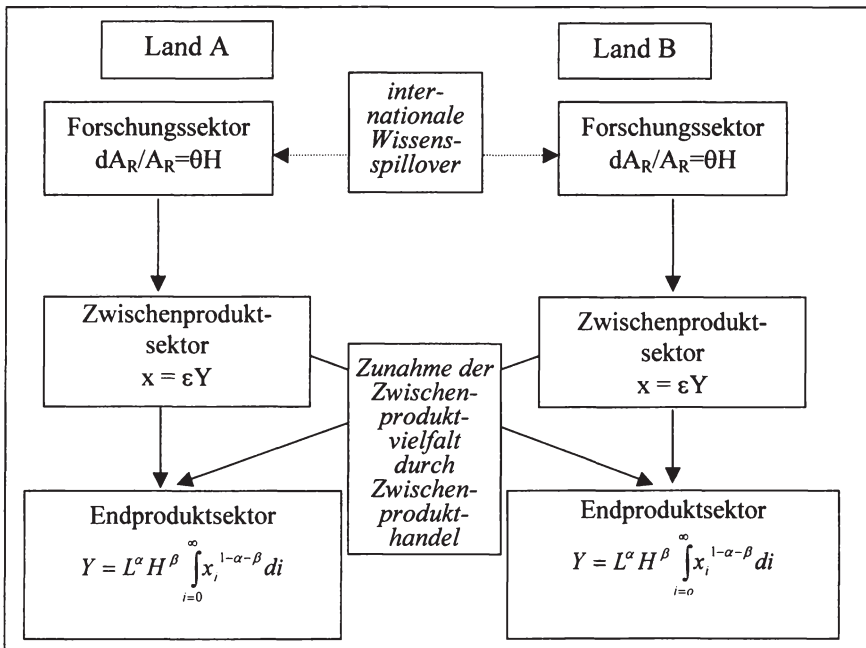 Land A
Land B
inter-
nationale
Wissens-
spillover
Forschungssektor
dA_R/A_R=θH
Forschungssektor
dA_R/A_R=θH
Zwischenprodukt-
sektor
x = εY
Zwischenprodukt-
sektor
x = εY
Zunahme der
Zwischen-
produkt-
vielfalt
durch
Zwischen-
produkt-
handel
Endproduktsektor
Y = L^α H^β ∫_{i=0}^{∞} x_i^{1-α-β} di
Endproduktsektor
Y = L^α H^β ∫_{i=o}^{∞} x_i^{1-α-β} di